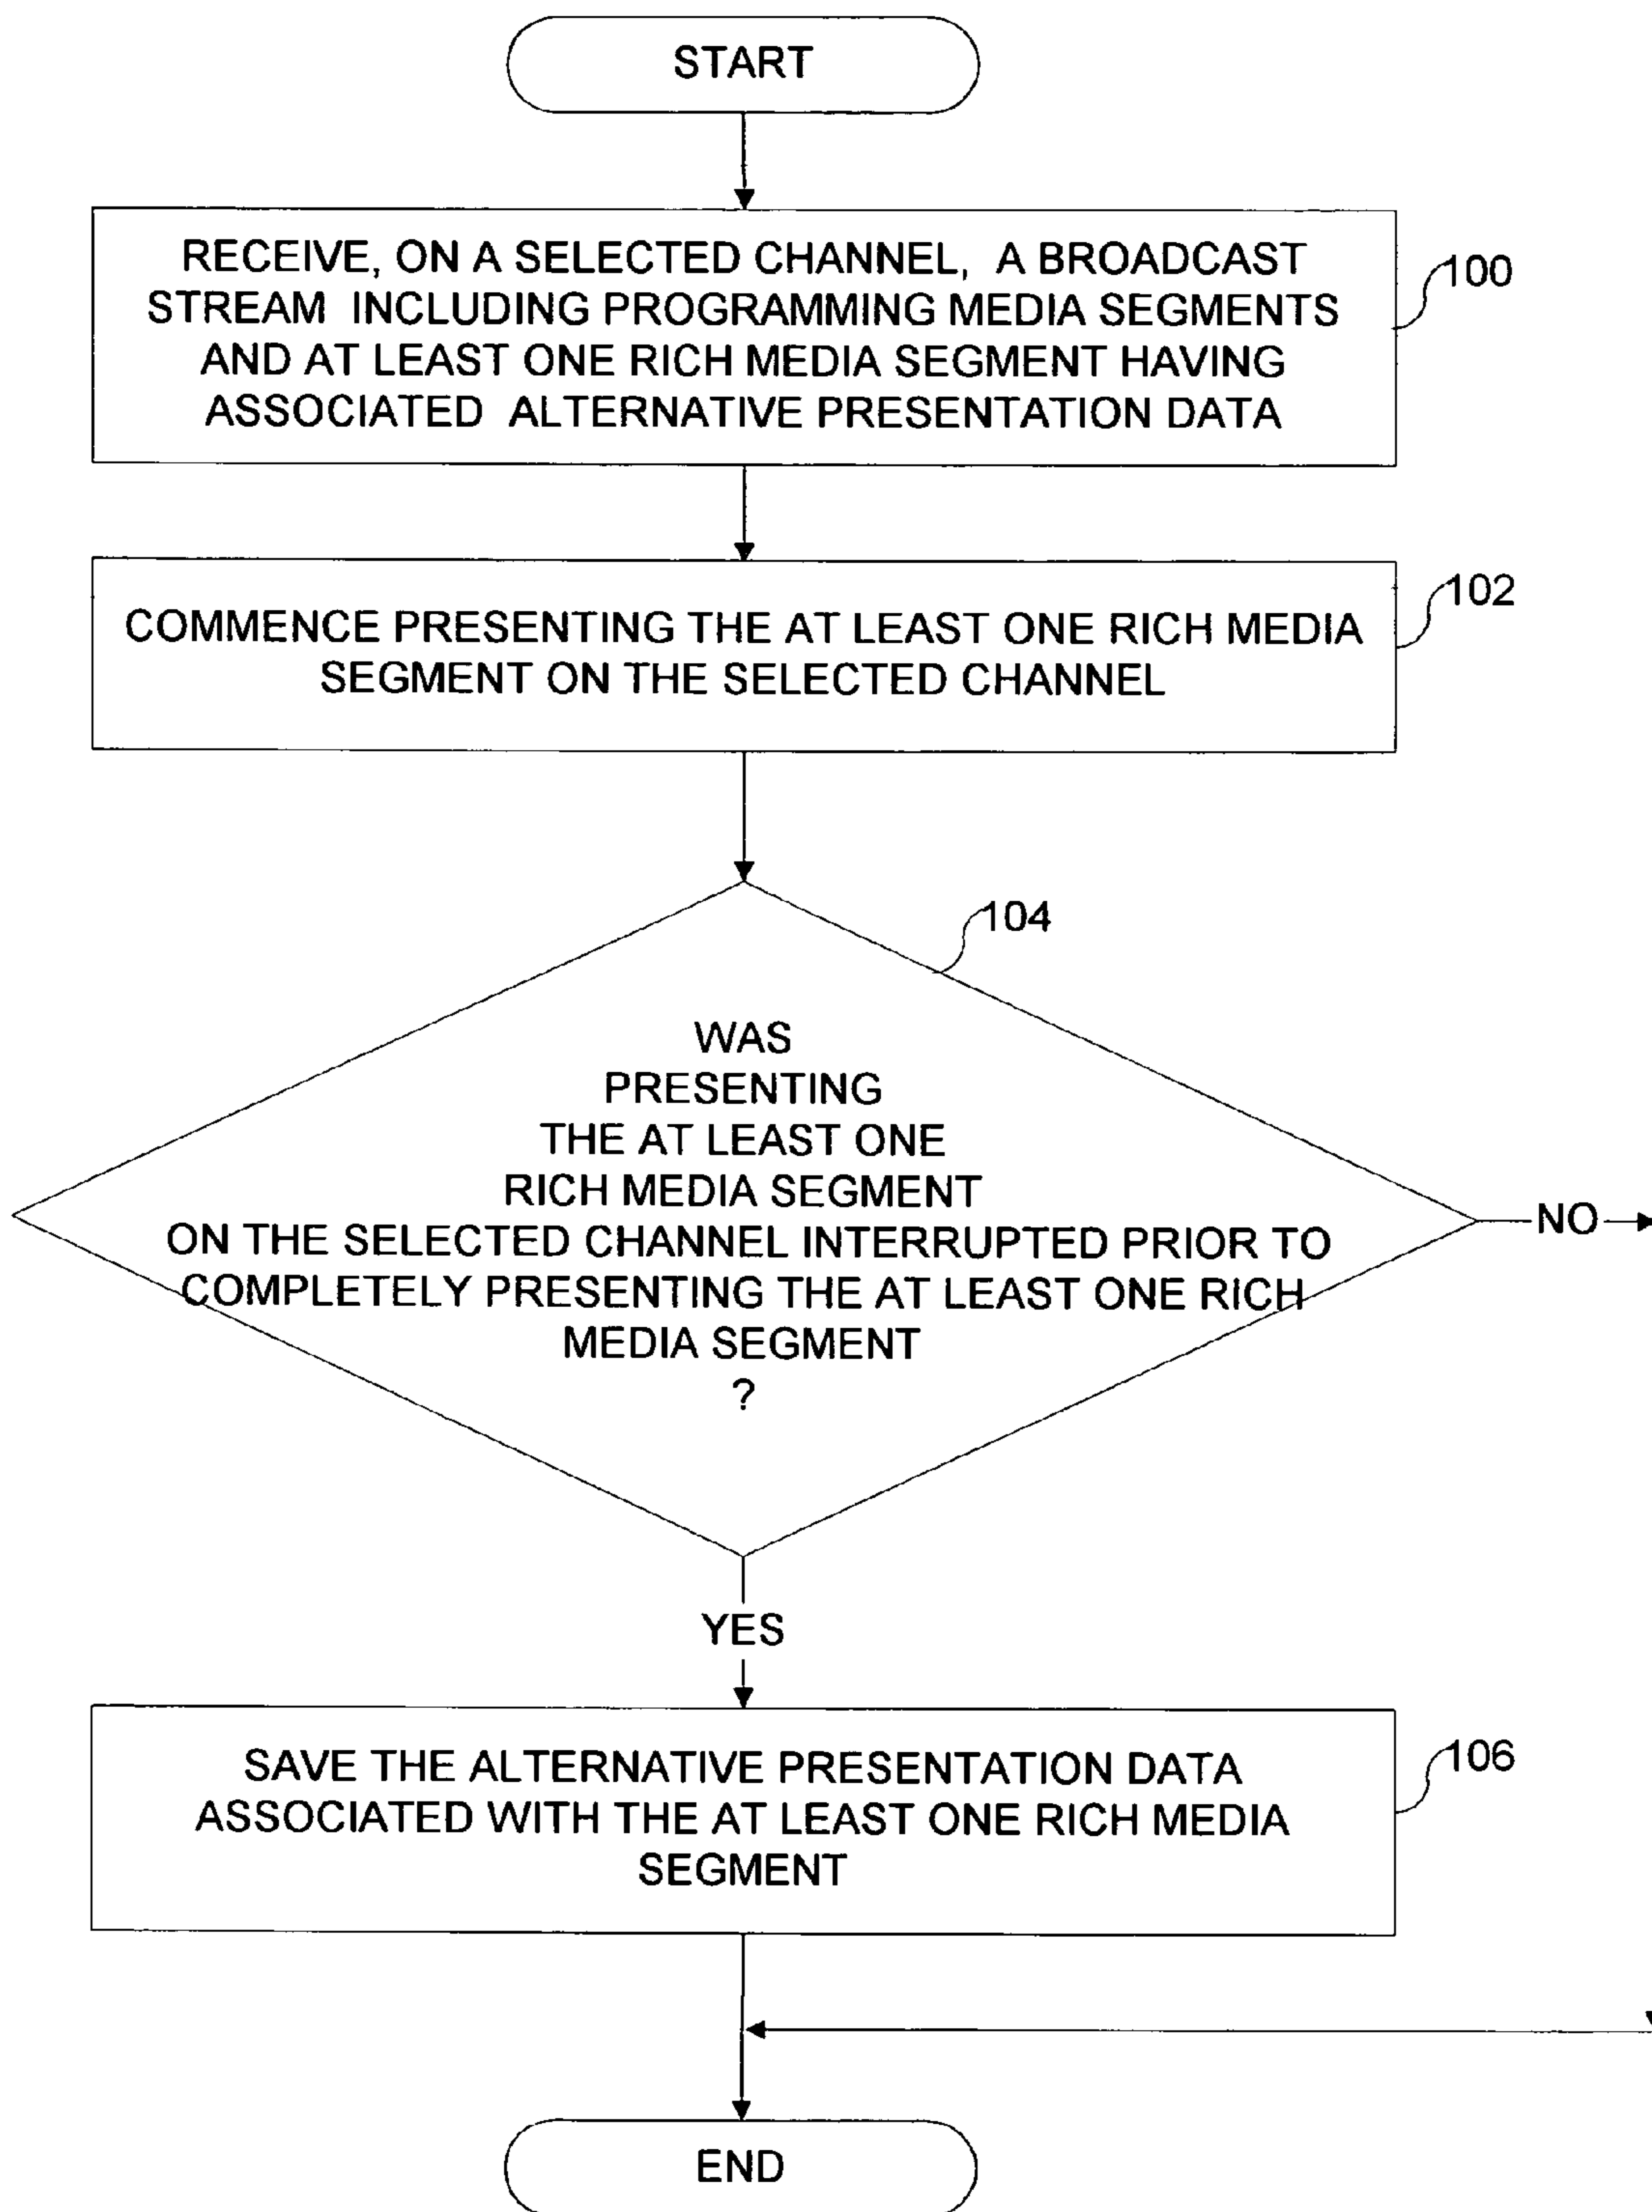 START
RECEIVE, ON A SELECTED CHANNEL, A BROADCAST
STREAM INCLUDING PROGRAMMING MEDIA SEGMENTS
AND AT LEAST ONE RICH MEDIA SEGMENT HAVING
ASSOCIATED ALTERNATIVE PRESENTATION DATA
100
COMMENCE PRESENTING THE AT LEAST ONE RICH MEDIA
SEGMENT ON THE SELECTED CHANNEL
102
104
WAS
PRESENTING
THE AT LEAST ONE
RICH MEDIA SEGMENT
ON THE SELECTED CHANNEL INTERRUPTED PRIOR TO
COMPLETELY PRESENTING THE AT LEAST ONE RICH
MEDIA SEGMENT
?
NO
YES
SAVE THE ALTERNATIVE PRESENTATION DATA
ASSOCIATED WITH THE AT LEAST ONE RICH MEDIA
SEGMENT
106
END